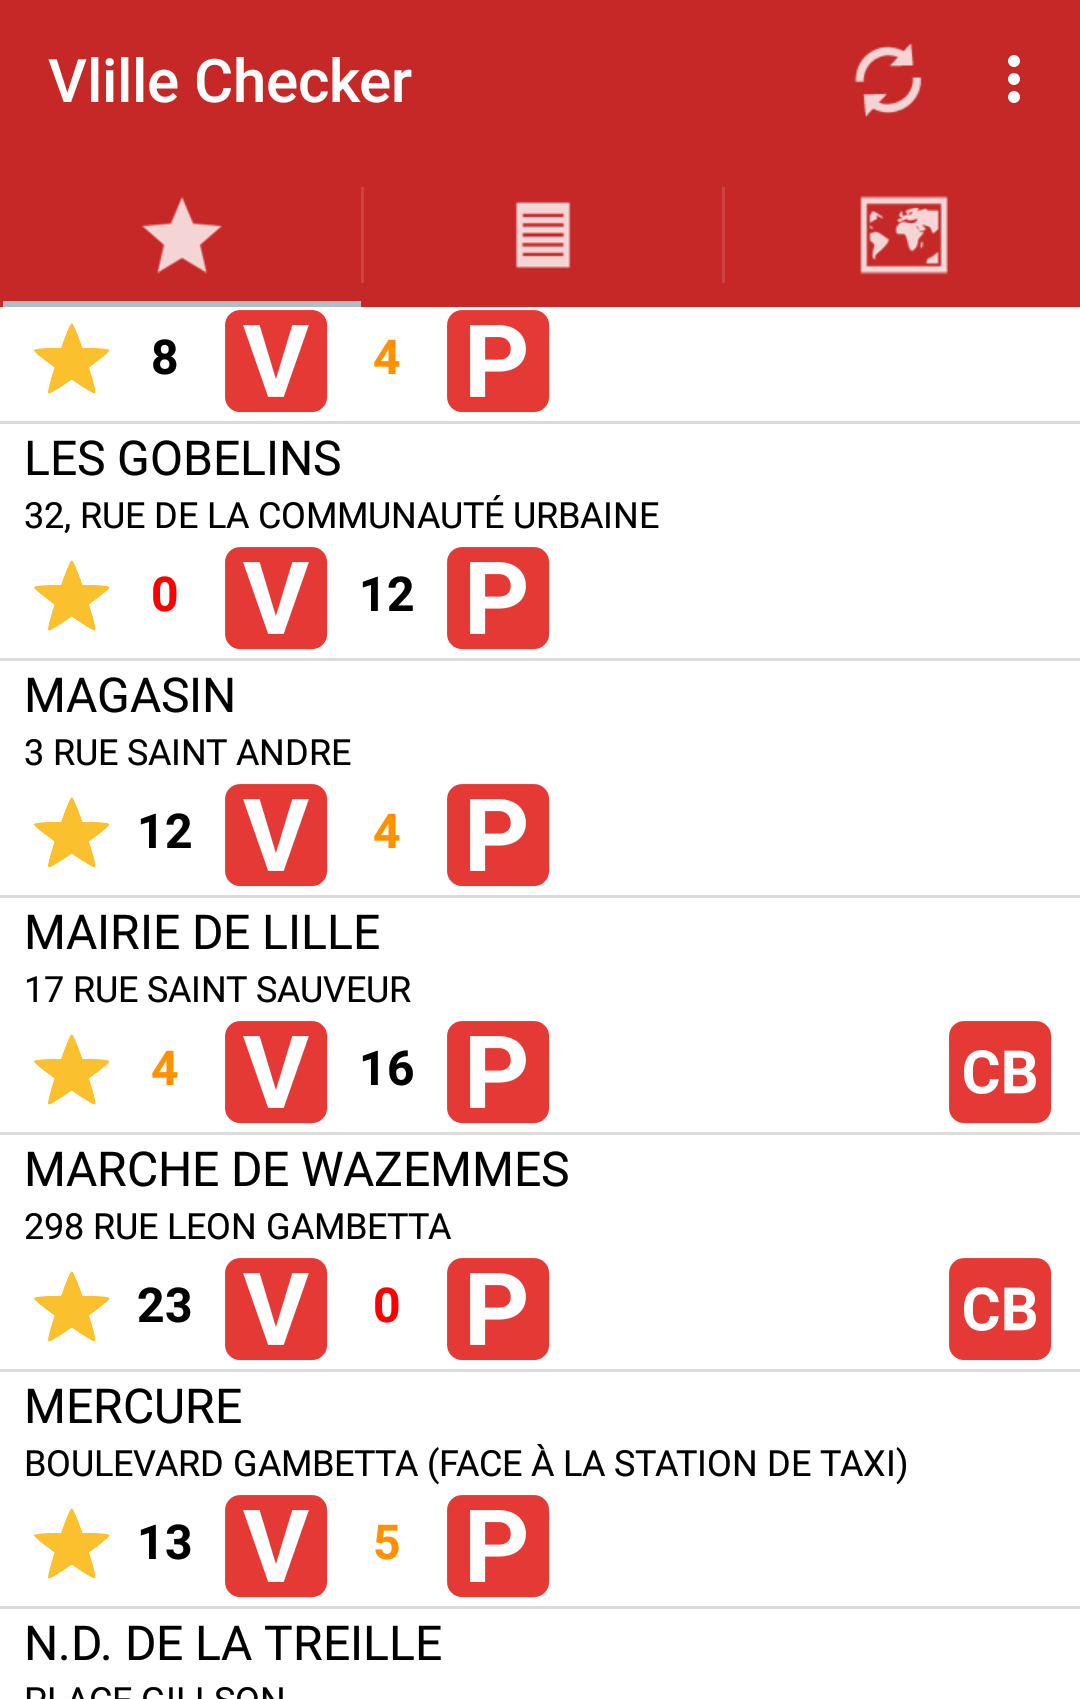 Vlille Checker
8 V 4 P
LES GOBELINS
32, RUE DE LA COMMUNAUTÉ URBAINE
0 V 12 P
MAGASIN
3 RUE SAINT ANDRE
12 V 4 P
MAIRIE DE LILLE
17 RUE SAINT SAUVEUR
4 V 16 P CB
MARCHE DE WAZEMMES
298 RUE LEON GAMBETTA
23 V 0 P CB
MERCURE
BOULEVARD GAMBETTA (FACE À LA STATION DE TAXI)
13 V 5 P
N.D. DE LA TREILLE
PLACE GILLSON